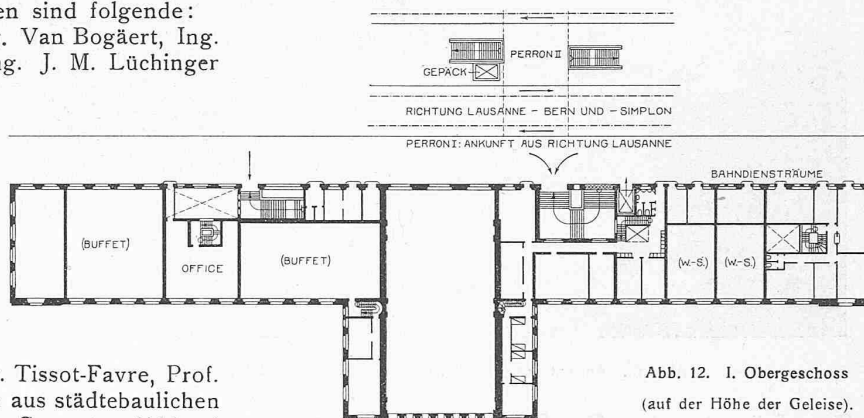 en sind folgende:
. Van Bogäert, Ing.
ng. J. M. Lüchinger
PERRON II
GEPÄCK
RICHTUNG LAUSANNE – BERN UND – SIMPLON
PERRON I: ANKUNFT AUS RICHTUNG LAUSANNE
BAHNDIENSTRÄUME
(BUFFET)
OFFICE
(BUFFET)
(W.-S.)
(W.-S.)
. Tissot-Favre, Prof.
aus städtebaulichen
Abb. 12. I. Obergeschoss
(auf der Höhe der Geleise).